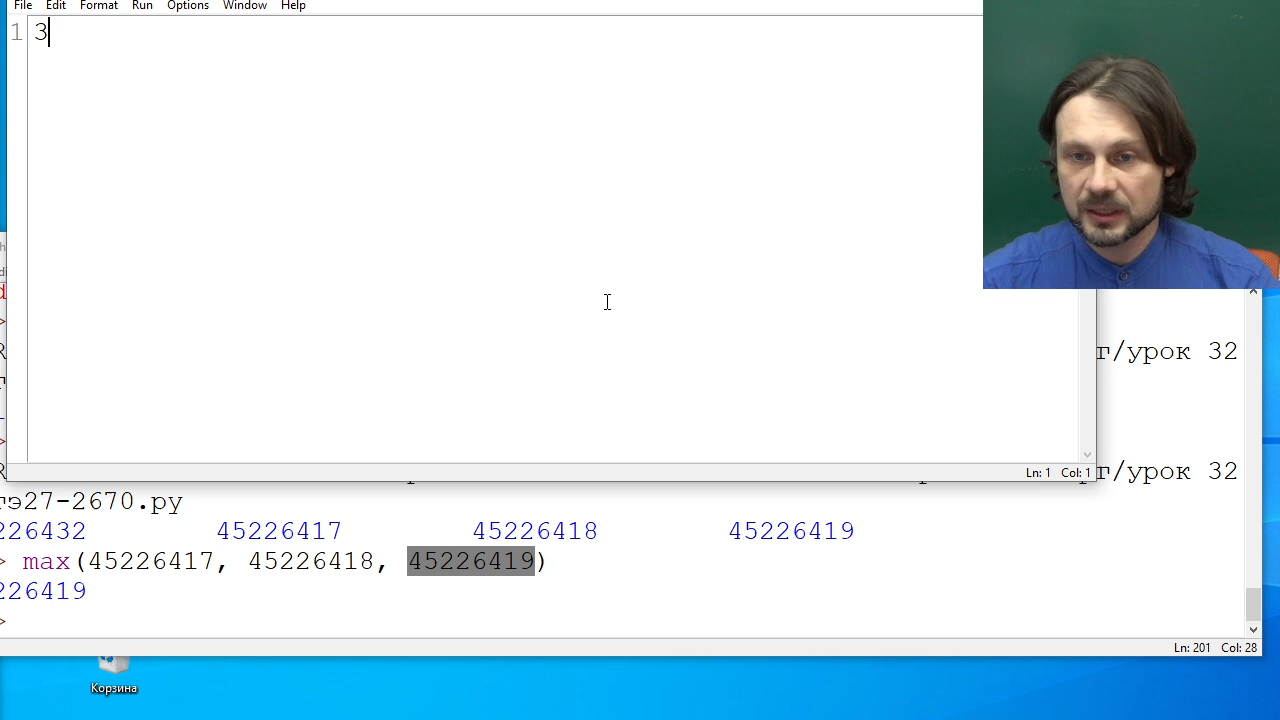 File Edit Format Run Options Window Help
1 3
г/урок 32
г/урок 32
Ln: 1 Col: 1
гэ27-2670.py
226432 45226417 45226418 45226419
> max(45226417, 45226418, 45226419)
226419
>
Ln: 201 Col: 28
Корзина